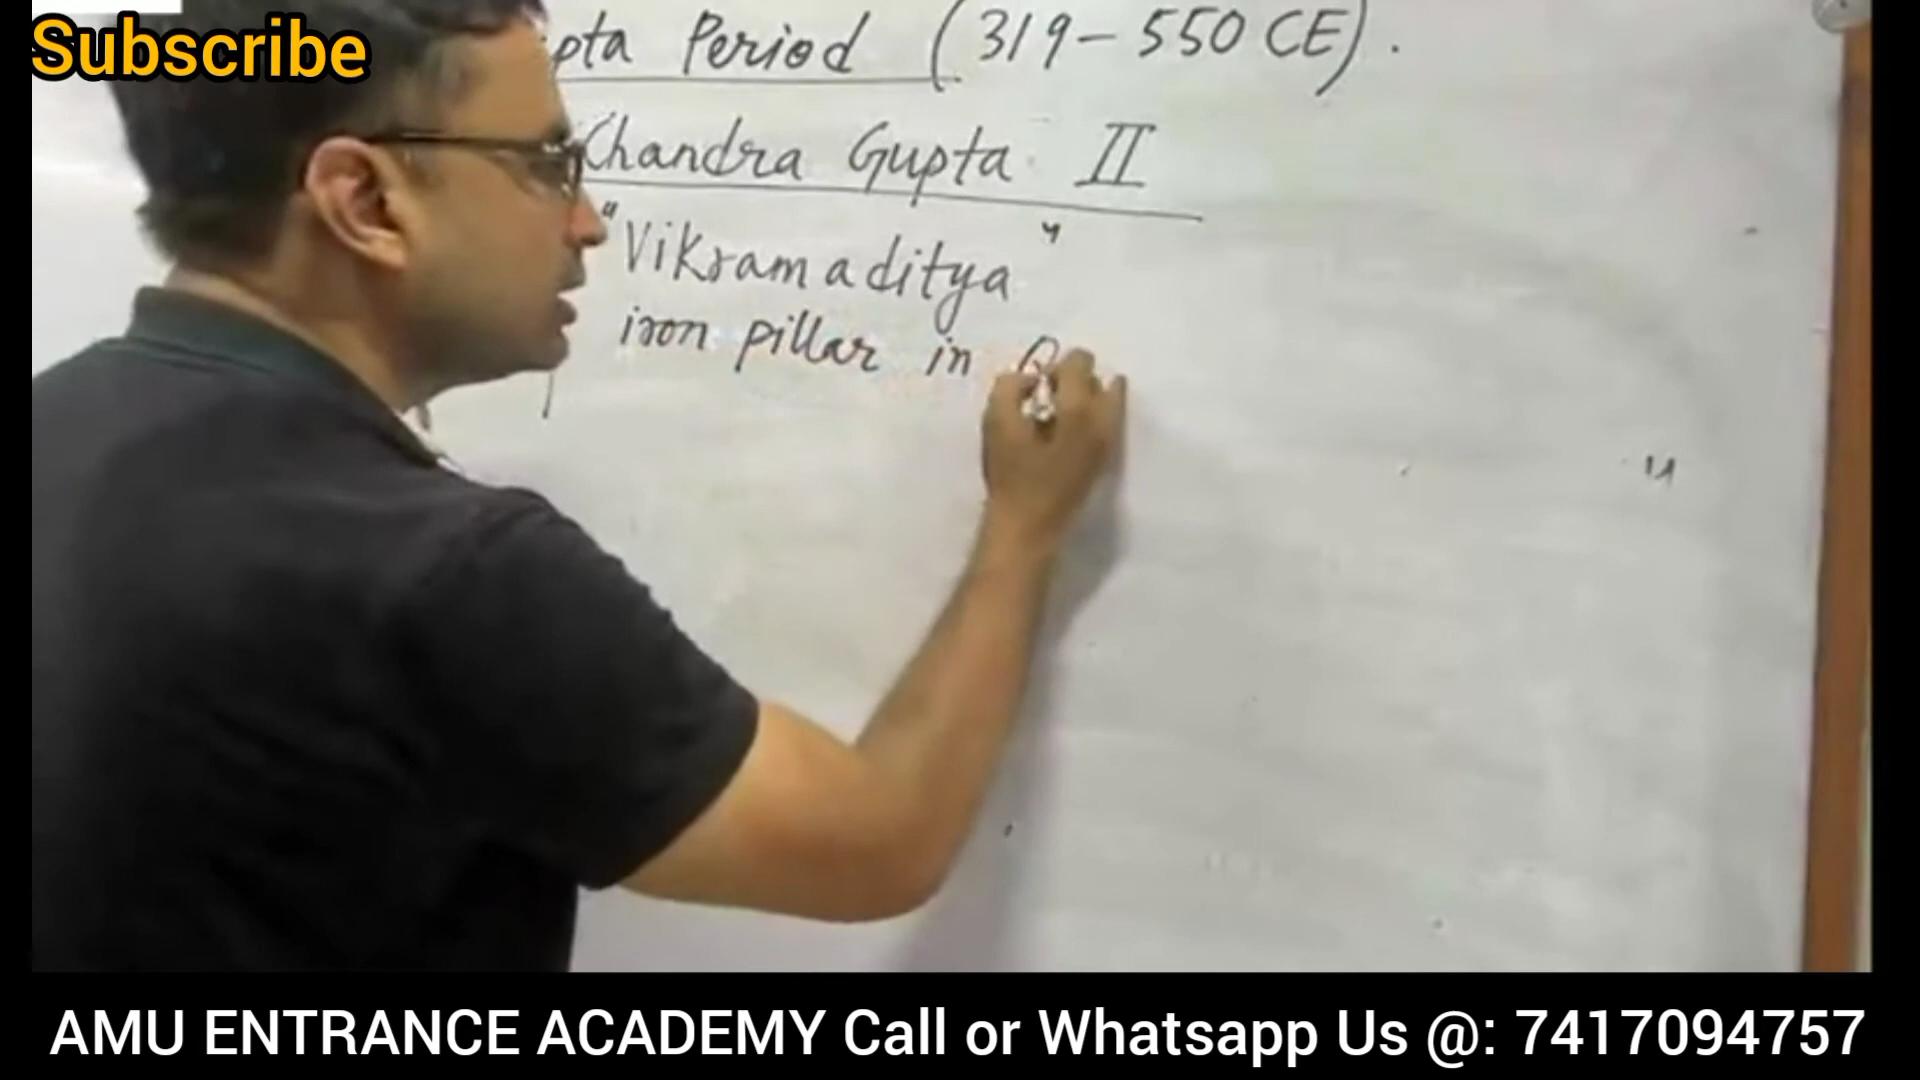 Subscribe
pta Period (319-550 CE).
Chandra Gupta II
"Vikramaditya"
iron pillar in
AMU ENTRANCE ACADEMY Call or Whatsapp Us @: 7417094757